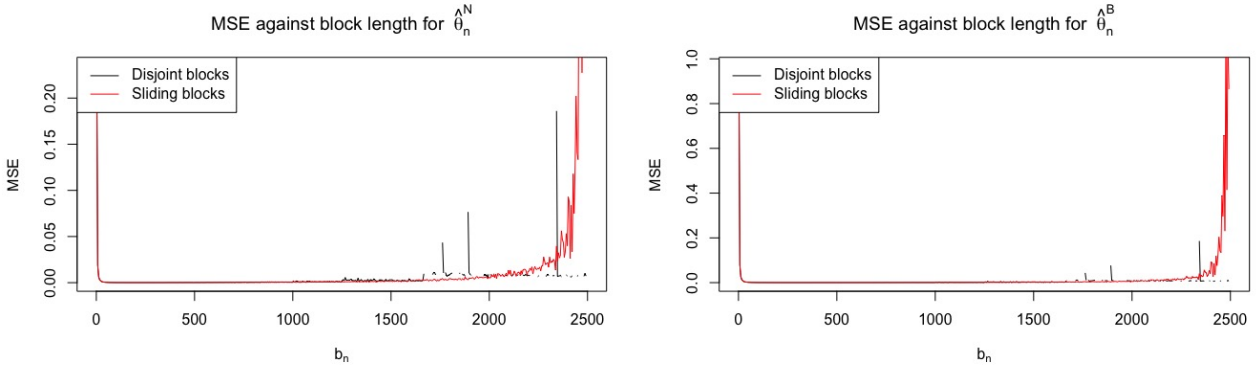 MSE against block length for θ̂ₙᴺ
Disjoint blocks
Sliding blocks
MSE
0.20
0.15
0.10
0.05
0.00
0 500 1000 1500 2000 2500
bₙ
MSE against block length for θ̂ₙᴮ
Disjoint blocks
Sliding blocks
MSE
1.0
0.8
0.6
0.4
0.2
0.0
0 500 1000 1500 2000 2500
bₙ